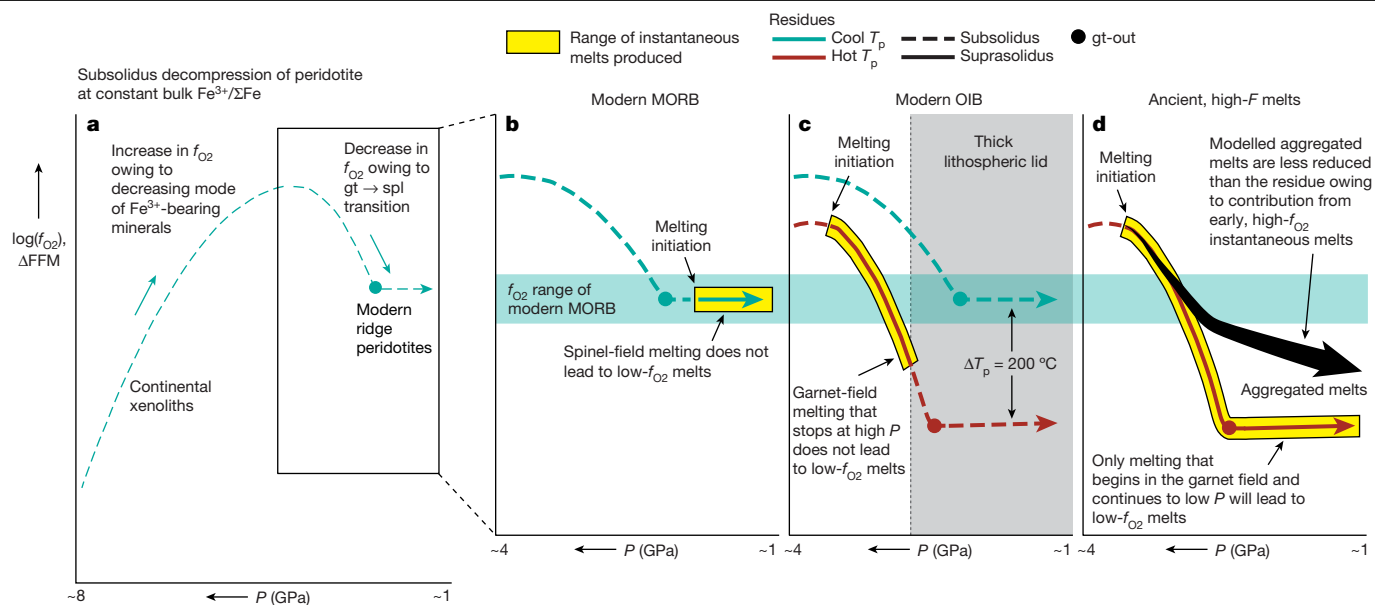 Range of instantaneous
melts produced
Residues
Cool Tp
Hot Tp
Subsolidus
Suprasolidus
gt-out
Subsolidus decompression of peridotite
at constant bulk Fe³⁺/ΣFe
Modern MORB
Modern OIB
Ancient, high-F melts
a
Increase in fO2
owing to
decreasing mode
of Fe³⁺-bearing
minerals
Decrease in
fO2 owing to
gt → spl
transition
Modern
ridge
peridotites
Continental
xenoliths
log(fO2),
ΔFFM
~8
P (GPa)
~1
b
Melting
initiation
fO2 range of
modern MORB
Spinel-field melting does not
lead to low-fO2 melts
~4
P (GPa)
~1
c
Melting
initiation
Thick
lithospheric lid
ΔTp = 200 °C
Garnet-field
melting that
stops at high P
does not lead
to low-fO2 melts
~4
P (GPa)
~1
d
Melting
initiation
Modelled aggregated
melts are less reduced
than the residue owing
to contribution from
early, high-fO2
instantaneous melts
Aggregated melts
Only melting that
begins in the garnet field and
continues to low P will lead to
low-fO2 melts
~4
P (GPa)
~1